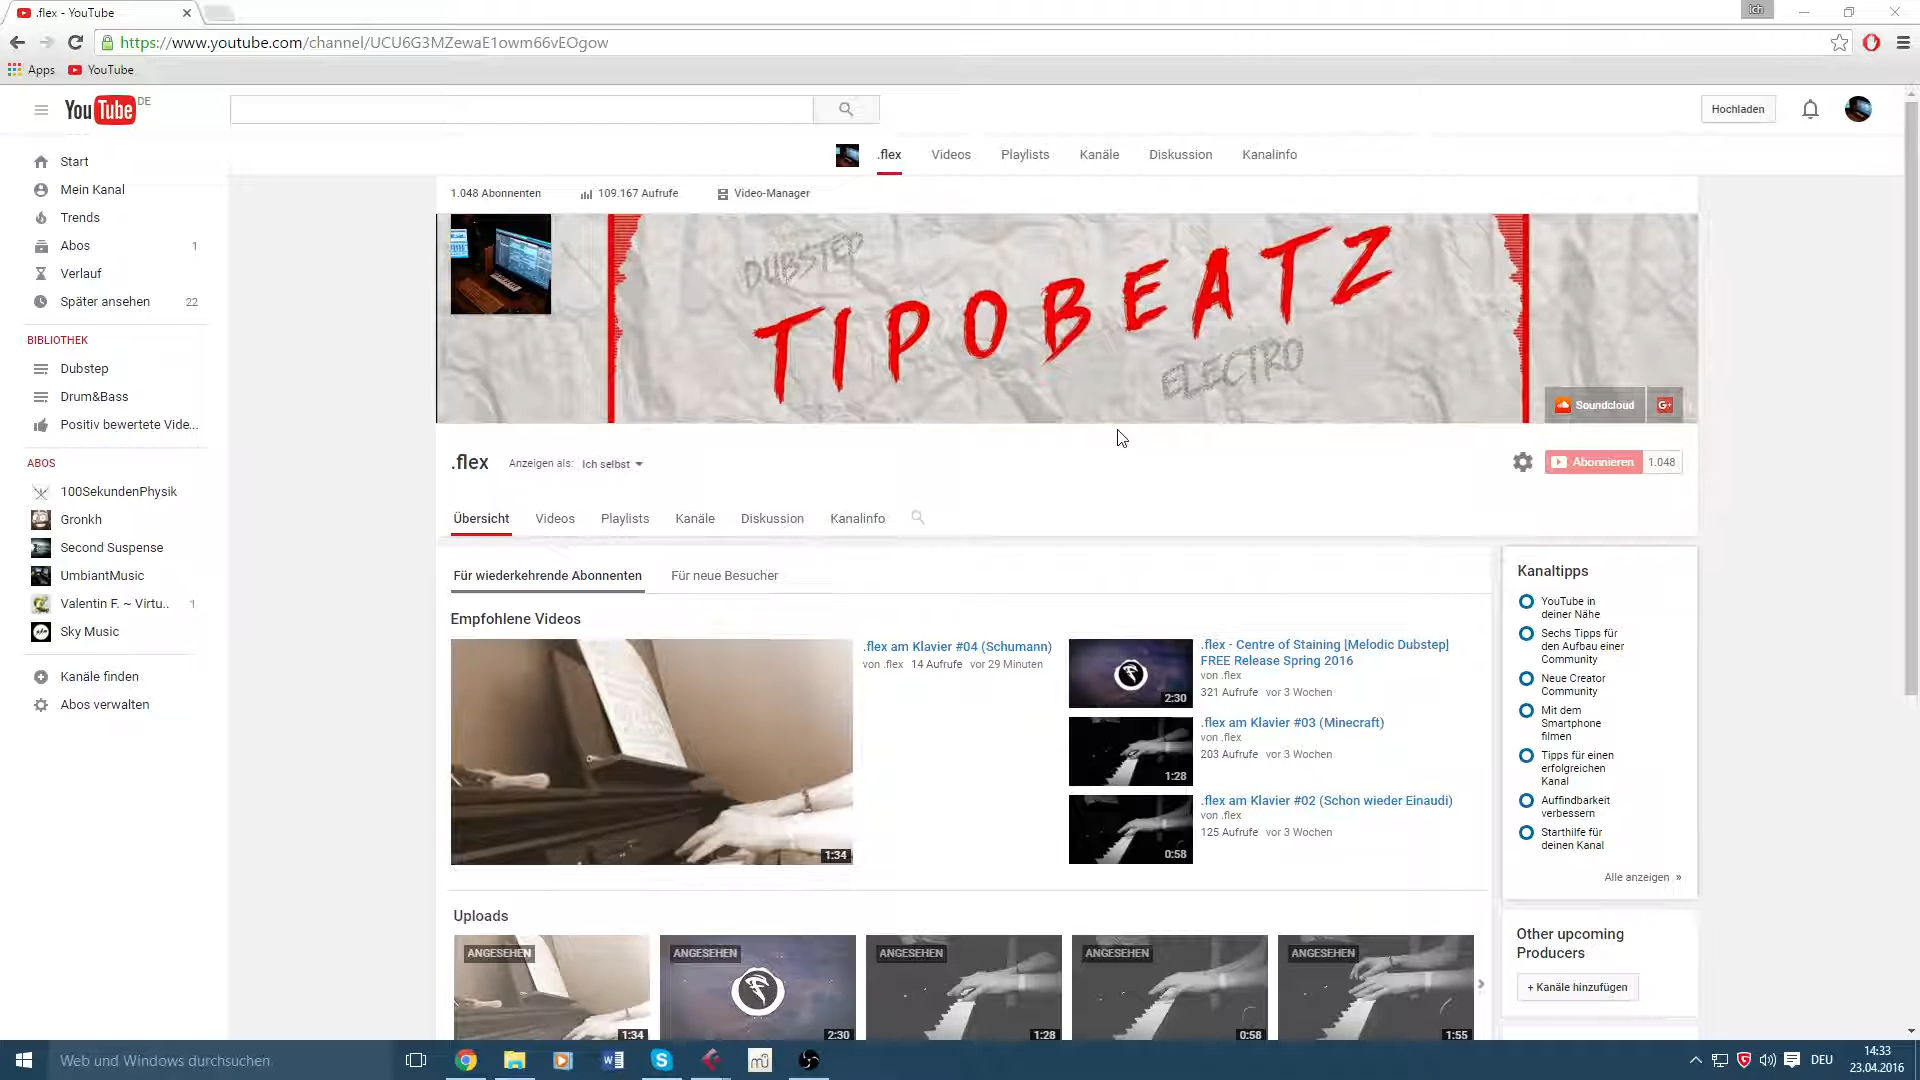 .flex - YouTube
Ich
https://www.youtube.com/channel/UCU6G3MZewaE1owm66vEOgow
Apps YouTube
YouTube DE
Hochladen
.flex Videos Playlists Kanäle Diskussion Kanalinfo
Start
Mein Kanal
Trends
Abos 1
Verlauf
Später ansehen 22
BIBLIOTHEK
Dubstep
Drum&Bass
Positiv bewertete Vide...
ABOS
100SekundenPhysik
Gronkh
Second Suspense
UmbiantMusic
Valentin F. ~ Virtu.. 1
Sky Music
Kanäle finden
Abos verwalten
1.048 Abonnenten 109.167 Aufrufe Video-Manager
DUBSTEP
TIPOBEATZ
ELECTRO
Soundcloud G+
.flex Anzeigen als: Ich selbst
Abonnieren 1.048
Übersicht Videos Playlists Kanäle Diskussion Kanalinfo
Für wiederkehrende Abonnenten Für neue Besucher
Empfohlene Videos
1:34
.flex am Klavier #04 (Schumann)
von .flex 14 Aufrufe vor 29 Minuten
2:30
.flex - Centre of Staining [Melodic Dubstep]
FREE Release Spring 2016
von .flex
321 Aufrufe vor 3 Wochen
1:28
.flex am Klavier #03 (Minecraft)
von .flex
203 Aufrufe vor 3 Wochen
0:58
.flex am Klavier #02 (Schon wieder Einaudi)
von .flex
125 Aufrufe vor 3 Wochen
Uploads
ANGESEHEN ANGESEHEN ANGESEHEN ANGESEHEN ANGESEHEN
1:34 2:30 1:28 0:58 1:55
Kanaltipps
YouTube in
deiner Nähe
Sechs Tipps für
den Aufbau einer
Community
Neue Creator
Community
Mit dem
Smartphone
filmen
Tipps für einen
erfolgreichen
Kanal
Auffindbarkeit
verbessern
Starthilfe für
deinen Kanal
Alle anzeigen »
Other upcoming
Producers
+ Kanäle hinzufügen
Web und Windows durchsuchen
DEU
14:33
23.04.2016